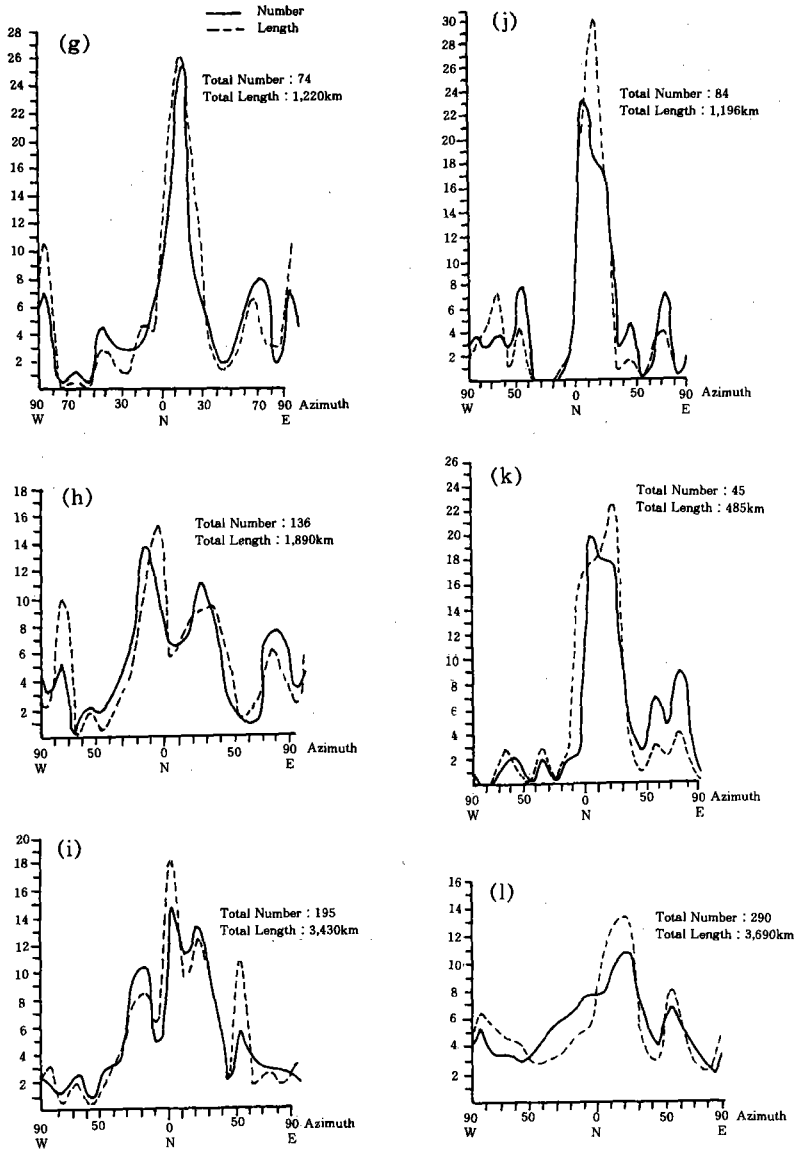 Number
Length
(g)
Total Number : 74
Total Length : 1,220km
28
26
24
22
20
18
16
14
12
10
8
6
4
2
90 70 30 0 30 70 90 Azimuth
W N E
(j)
Total Number : 84
Total Length : 1,196km
30
28
26
24
22
20
18
16
14
12
10
8
6
4
2
90 50 0 50 90 Azimuth
W N E
(h)
Total Number : 136
Total Length : 1,890km
18
16
14
12
10
8
6
4
2
90 50 0 50 90 Azimuth
W N E
(k)
Total Number : 45
Total Length : 485km
26
24
22
20
18
16
14
12
10
8
6
4
2
90 50 0 50 90 Azimuth
W N E
(i)
Total Number : 195
Total Length : 3,430km
20
18
16
14
12
10
8
6
4
2
90 50 0 50 90 Azimuth
W N E
(l)
Total Number : 290
Total Length : 3,690km
16
14
12
10
8
6
4
2
90 50 0 50 90 Azimuth
W N E